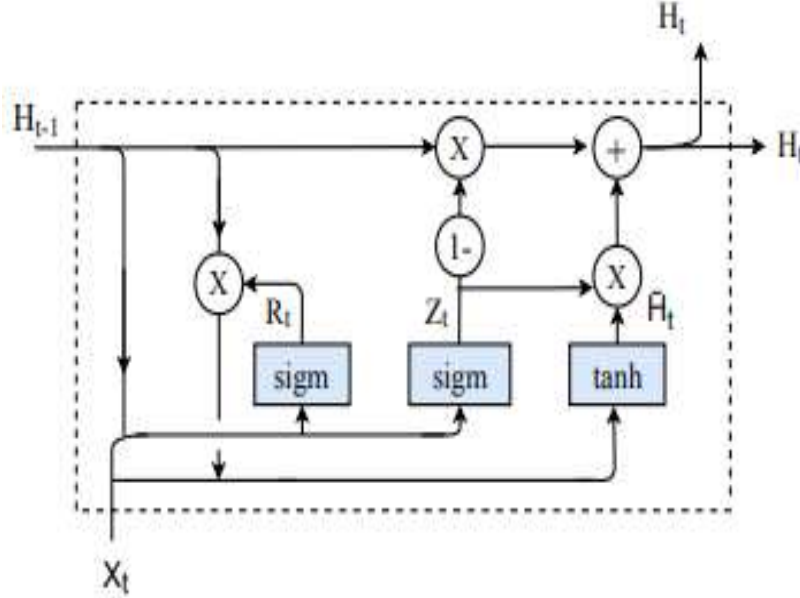 Hₜ
Hₜ₋₁
X
+
Hₜ
1-
X
X
Rₜ
Zₜ
H̃ₜ
sigm
sigm
tanh
Xₜ